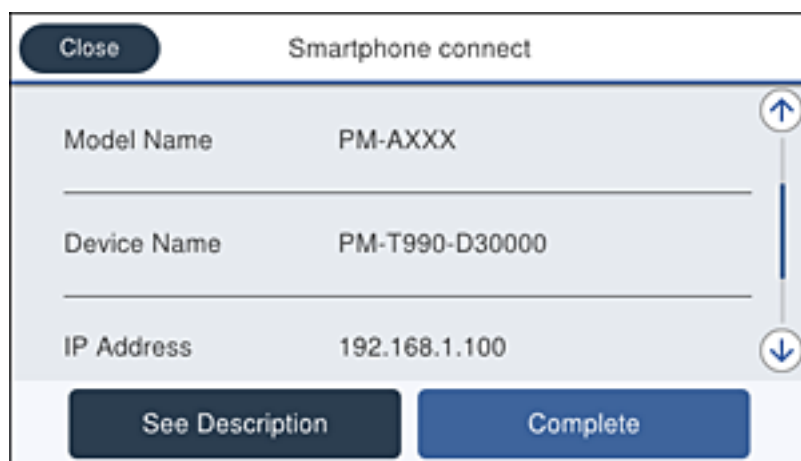 Close
Smartphone connect
Model Name PM-AXXX
Device Name PM-T990-D30000
IP Address 192.168.1.100
See Description
Complete